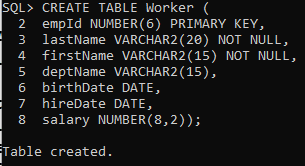 SQL> CREATE TABLE Worker (
2 empId NUMBER(6) PRIMARY KEY,
3 lastName VARCHAR2(20) NOT NULL,
4 firstName VARCHAR2(15) NOT NULL,
5 deptName VARCHAR2(15),
6 birthDate DATE,
7 hireDate DATE,
8 salary NUMBER(8,2));
Table created.